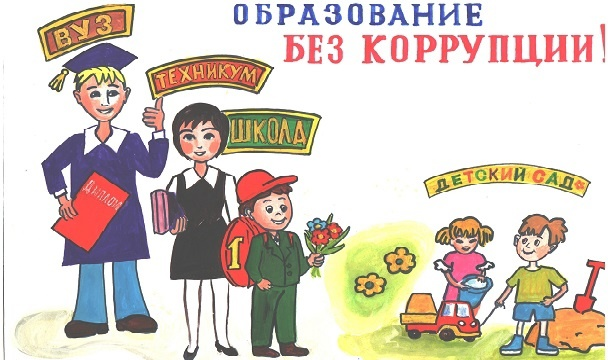 ОБРАЗОВАНИЕ
БЕЗ КОРРУПЦИИ!
ВУЗ
ТЕХНИКУМ
ШКОЛА
ДЕТСКИЙ САД
ДИПЛОМ
1